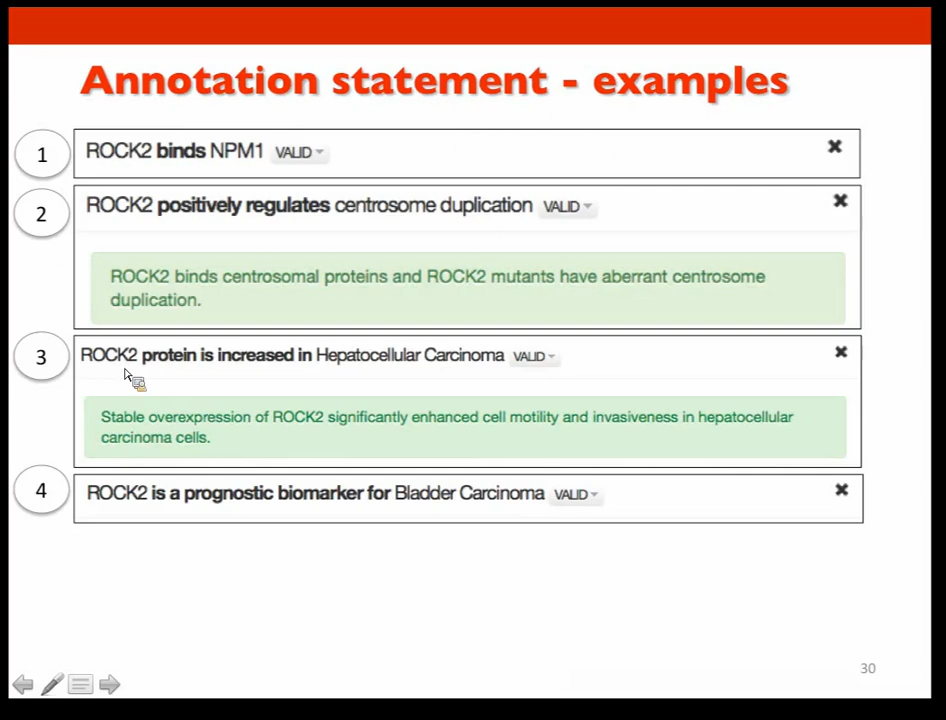 Annotation statement - examples
1
ROCK2 binds NPM1 VALID
2
ROCK2 positively regulates centrosome duplication VALID
ROCK2 binds centrosomal proteins and ROCK2 mutants have aberrant centrosome
duplication.
3
ROCK2 protein is increased in Hepatocellular Carcinoma VALID
Stable overexpression of ROCK2 significantly enhanced cell motility and invasiveness in hepatocellular
carcinoma cells.
4
ROCK2 is a prognostic biomarker for Bladder Carcinoma VALID
30